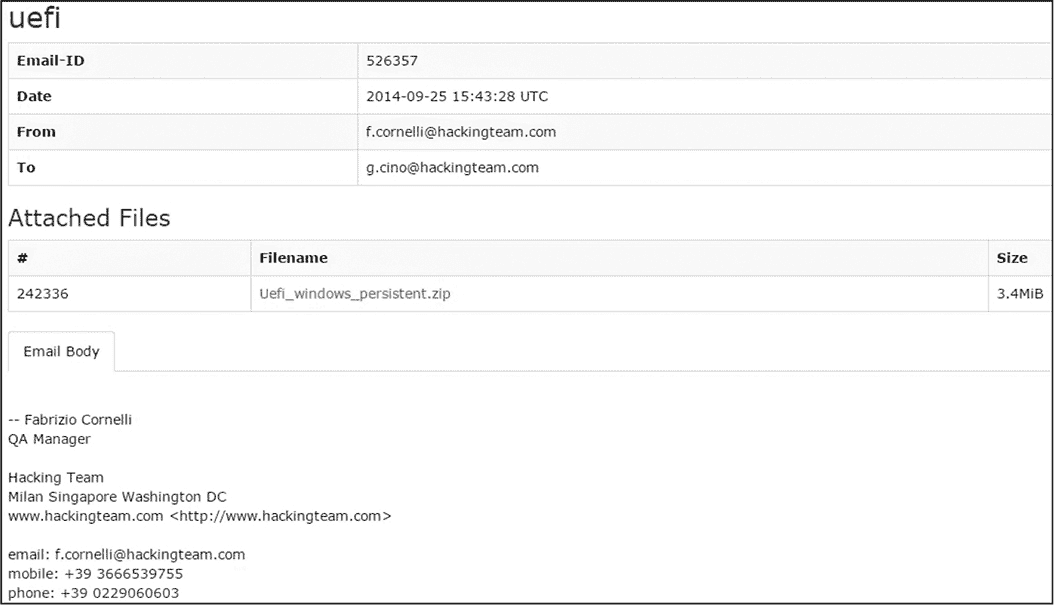 uefi
Email-ID 526357
Date 2014-09-25 15:43:28 UTC
From f.cornelli@hackingteam.com
To g.cino@hackingteam.com
Attached Files
# Filename Size
242336 Uefi_windows_persistent.zip 3.4MiB
Email Body
-- Fabrizio Cornelli
QA Manager
Hacking Team
Milan Singapore Washington DC
www.hackingteam.com <http://www.hackingteam.com>
email: f.cornelli@hackingteam.com
mobile: +39 3666539755
phone: +39 0229060603